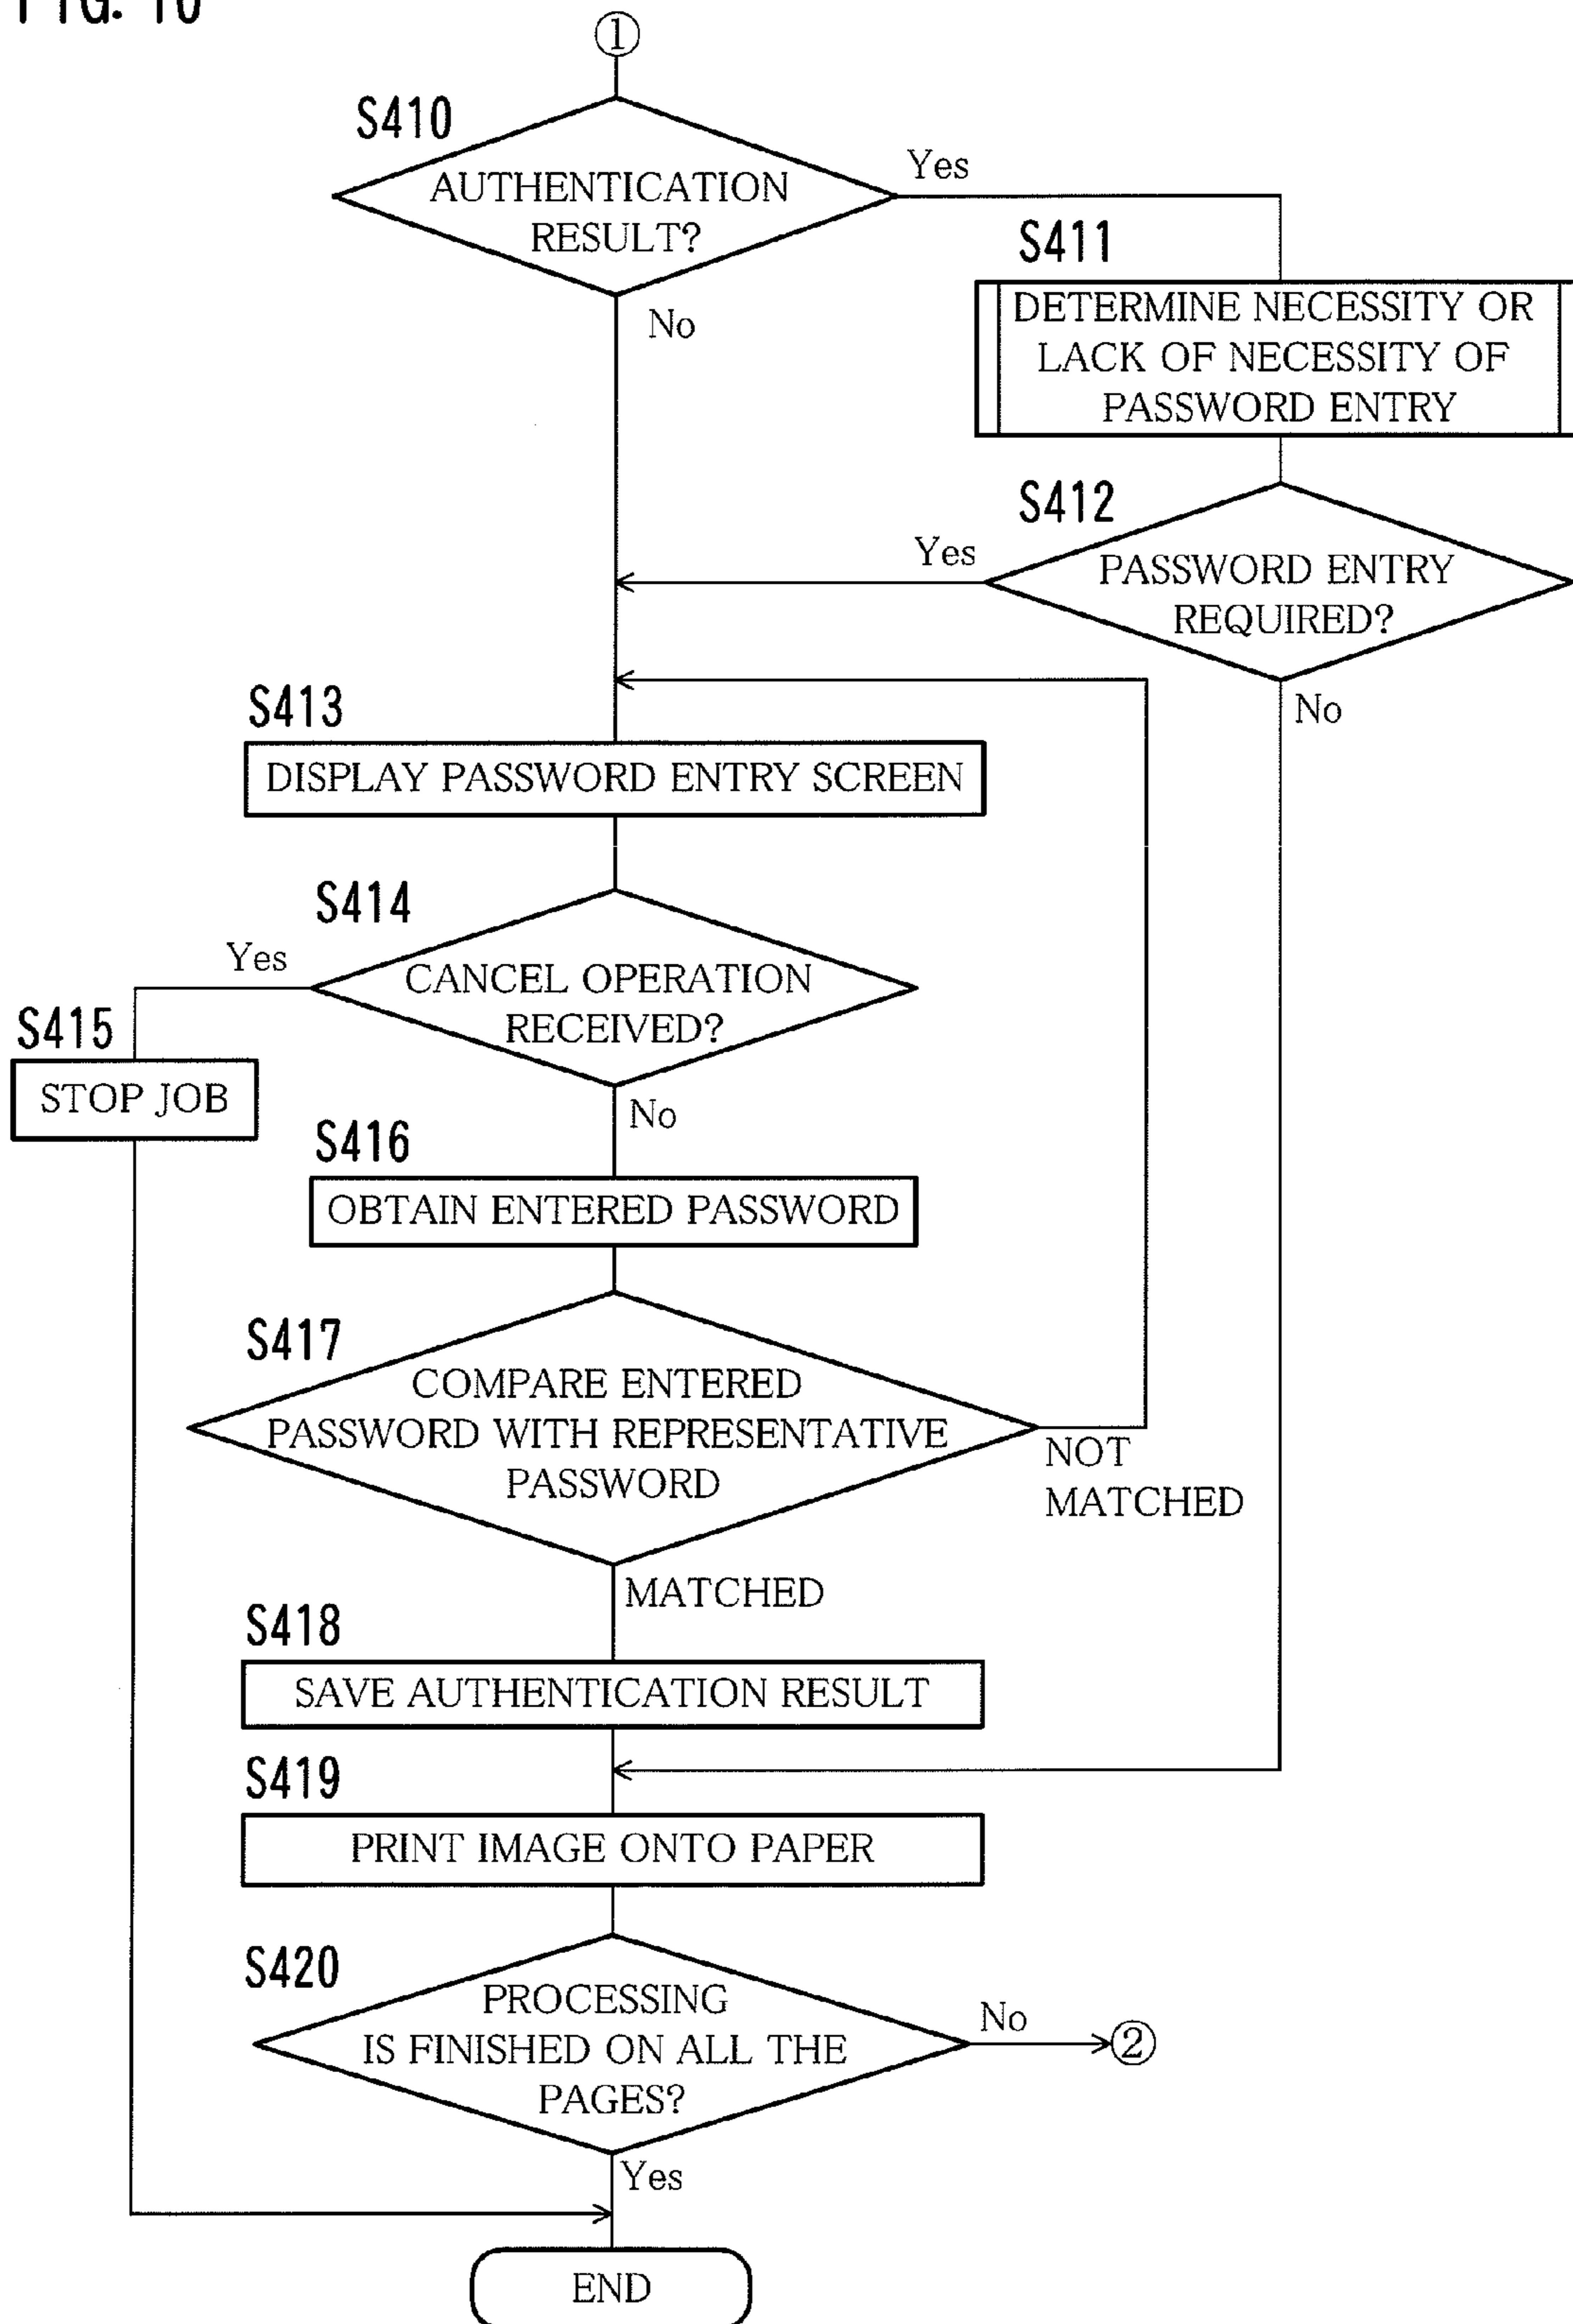 FIG. 10
①
S410
AUTHENTICATION
RESULT?
Yes
No
S411
DETERMINE NECESSITY OR
LACK OF NECESSITY OF
PASSWORD ENTRY
S412
PASSWORD ENTRY
REQUIRED?
Yes
No
S413
DISPLAY PASSWORD ENTRY SCREEN
S414
CANCEL OPERATION
RECEIVED?
Yes
No
S415
STOP JOB
S416
OBTAIN ENTERED PASSWORD
S417
COMPARE ENTERED
PASSWORD WITH REPRESENTATIVE
PASSWORD
NOT
MATCHED
MATCHED
S418
SAVE AUTHENTICATION RESULT
S419
PRINT IMAGE ONTO PAPER
S420
PROCESSING
IS FINISHED ON ALL THE
PAGES?
No
②
Yes
END